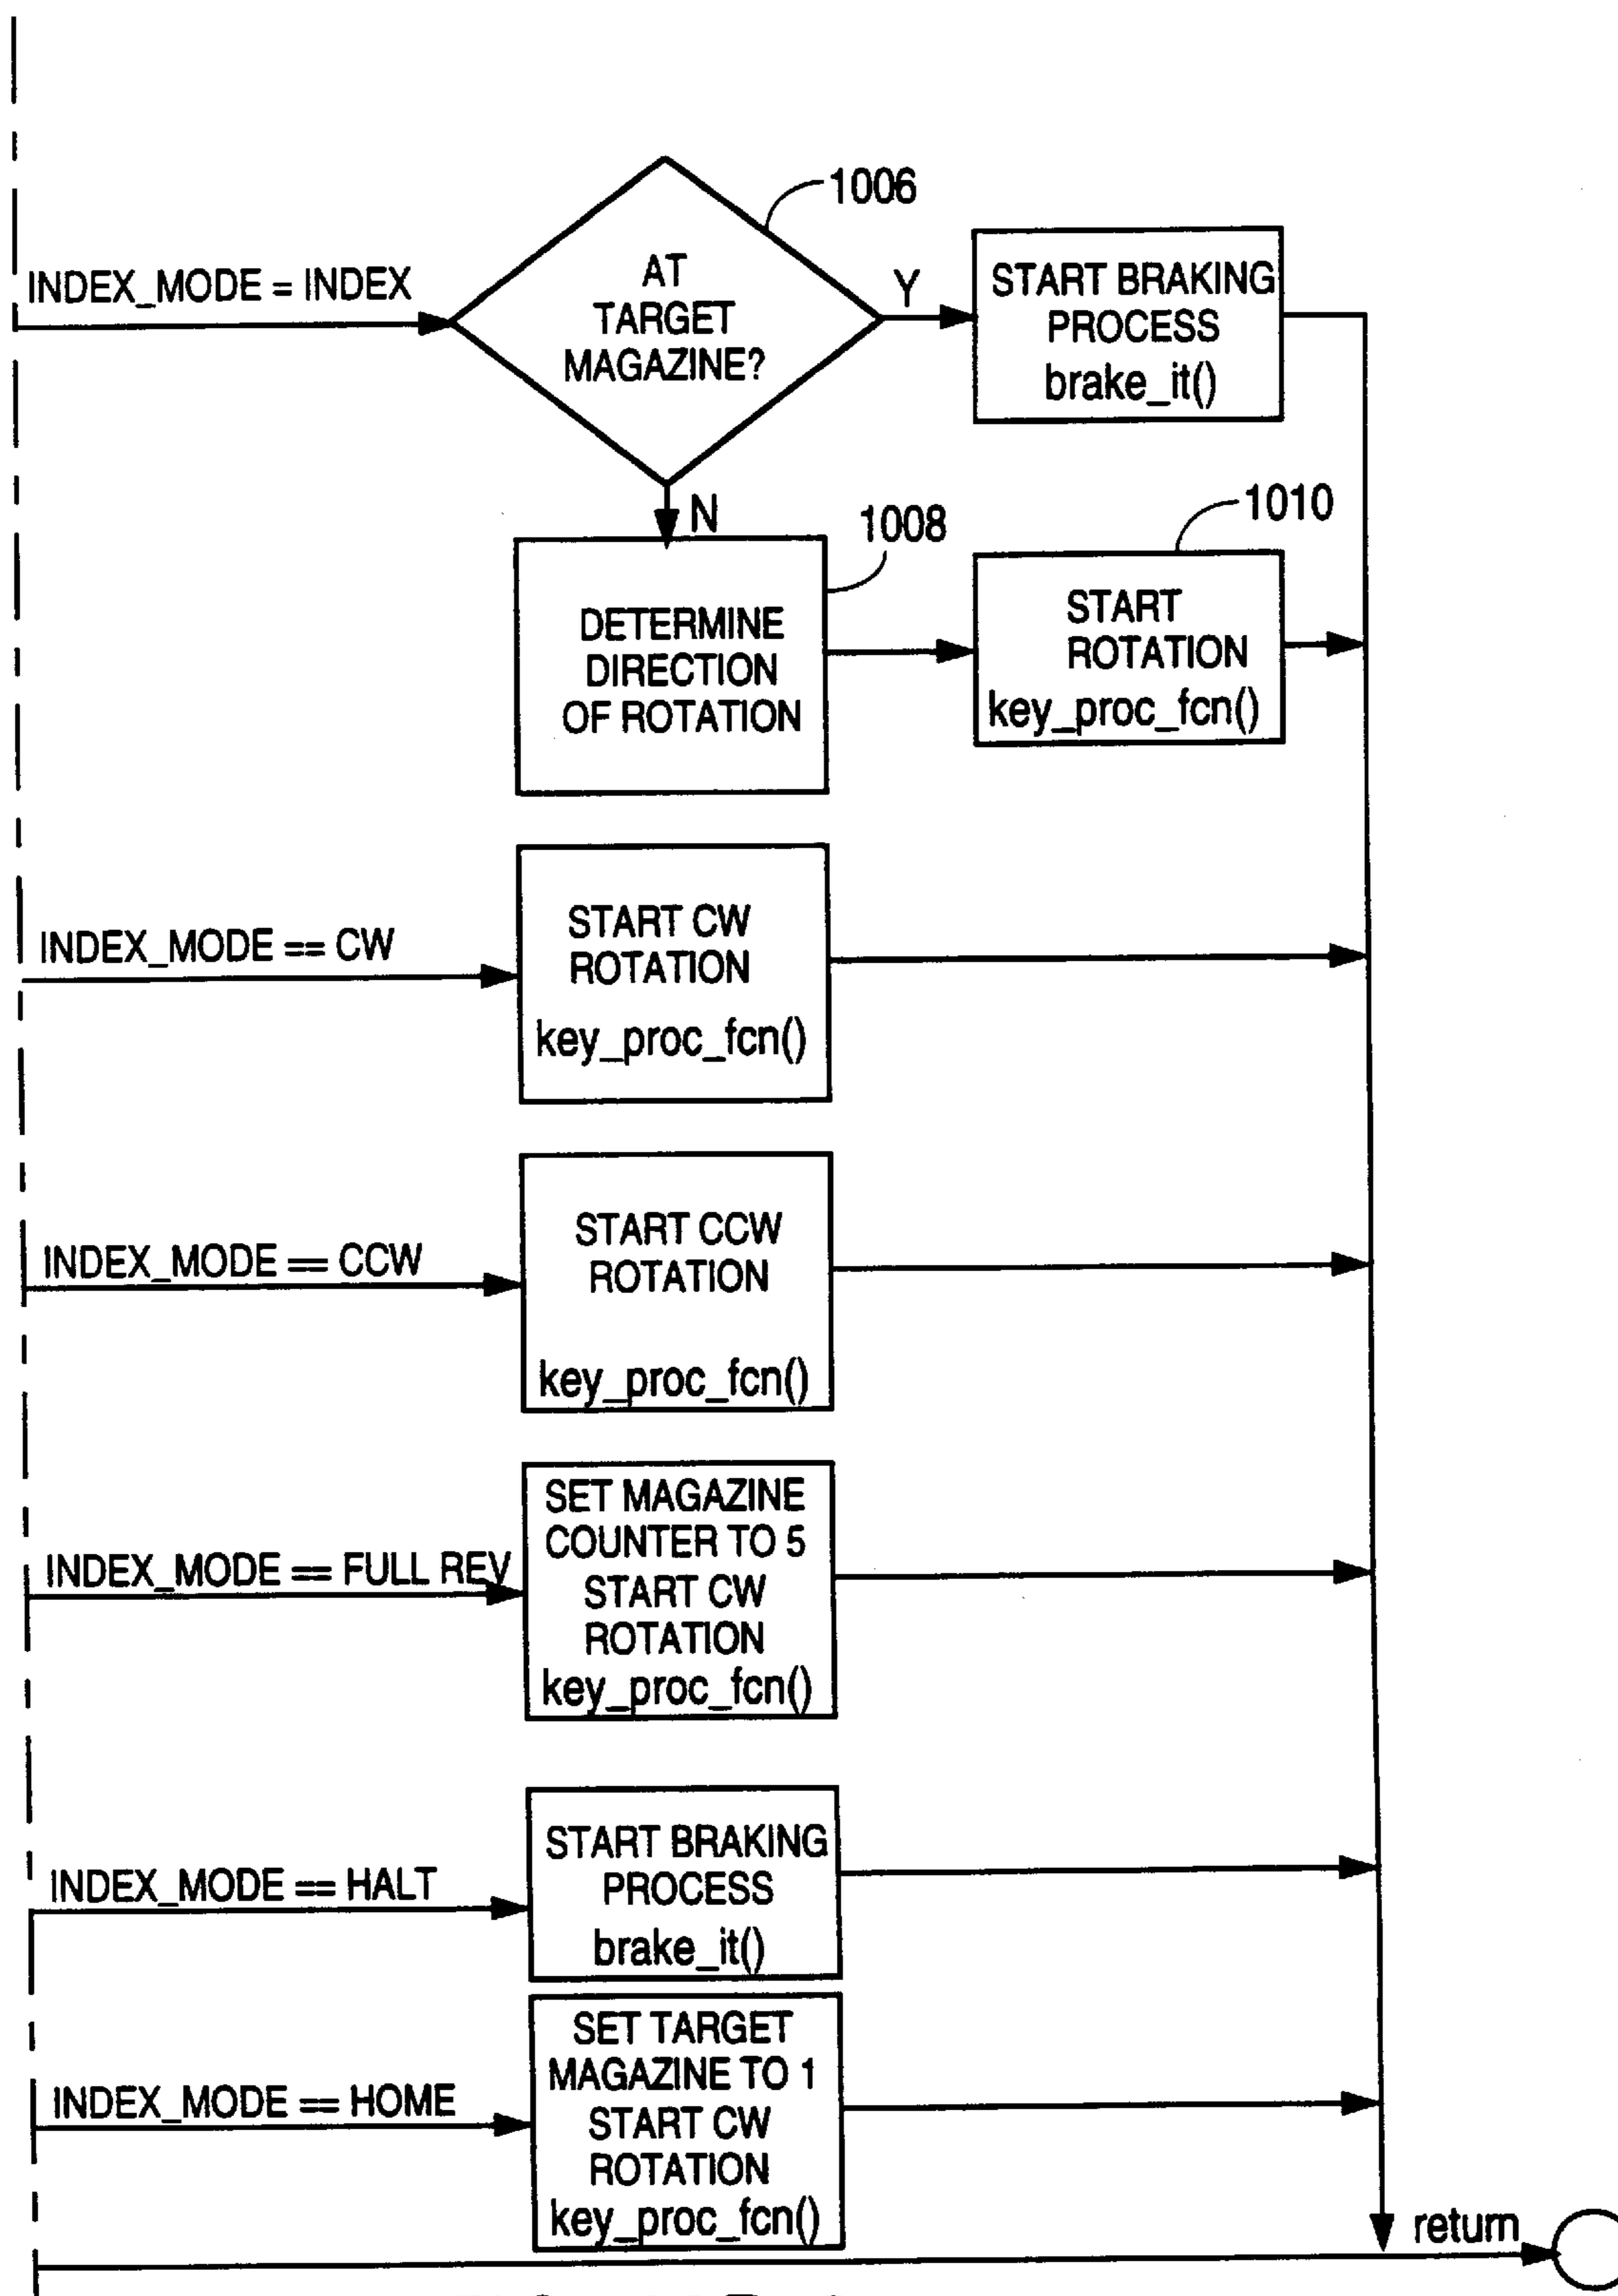 1006
INDEX_MODE = INDEX
AT
TARGET
MAGAZINE?
Y
START BRAKING
PROCESS
brake_it()
N
1008
DETERMINE
DIRECTION
OF ROTATION
1010
START
ROTATION
key_proc_fcn()
INDEX_MODE == CW
START CW
ROTATION
key_proc_fcn()
INDEX_MODE == CCW
START CCW
ROTATION
key_proc_fcn()
INDEX_MODE == FULL REV
SET MAGAZINE
COUNTER TO 5
START CW
ROTATION
key_proc_fcn()
INDEX_MODE == HALT
START BRAKING
PROCESS
brake_it()
INDEX_MODE == HOME
SET TARGET
MAGAZINE TO 1
START CW
ROTATION
key_proc_fcn()
return